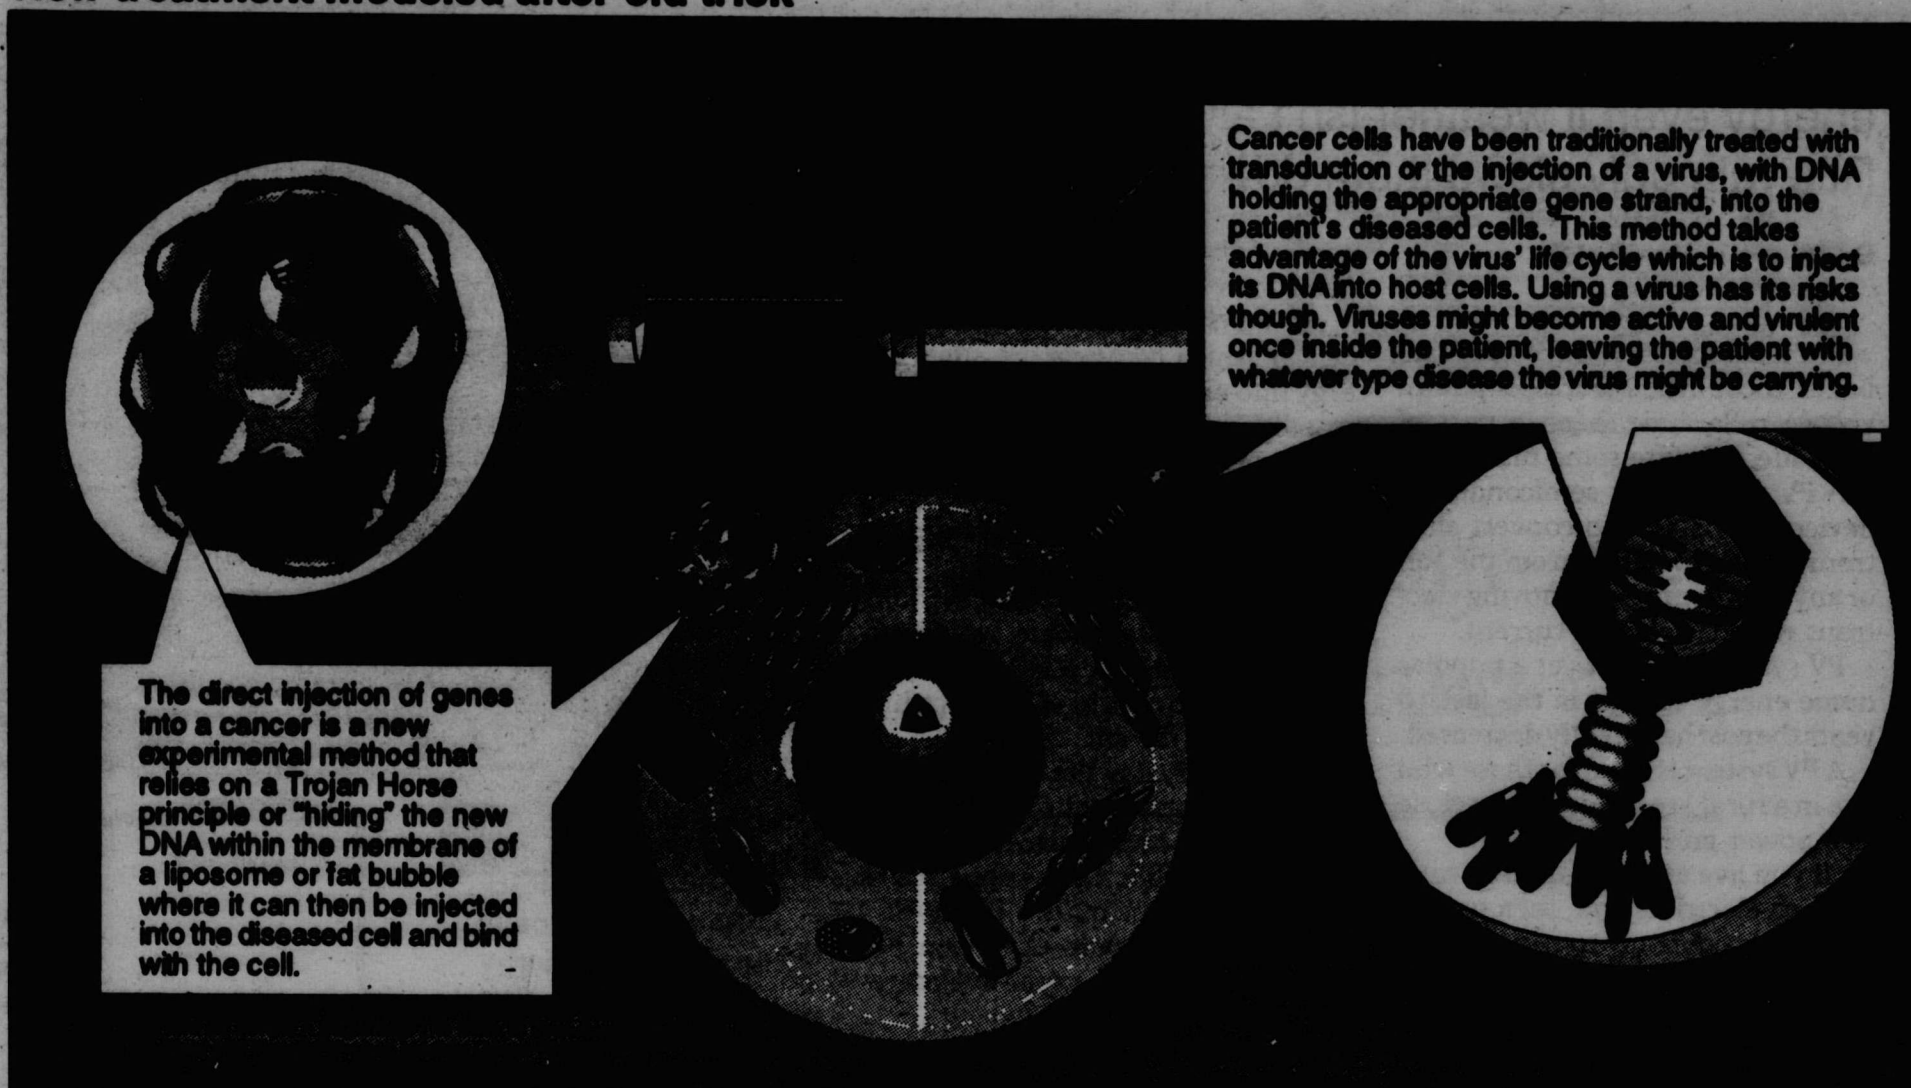 treatment modeled after old trick
Cancer cells have been traditionally treated with
transduction or the injection of a virus, with DNA
holding the appropriate gene strand, into the
patient's diseased cells. This method takes
advantage of the virus' life cycle which is to inject
its DNA into host cells. Using a virus has its risks
though. Viruses might become active and virulent
once inside the patient, leaving the patient with
whatever type disease the virus might be carrying.
The direct injection of genes
into a cancer is a new
experimental method that
relies on a Trojan Horse
principle or "hiding" the new
DNA within the membrane of
a liposome or fat bubble
where it can then be injected
into the diseased cell and bind
with the cell.